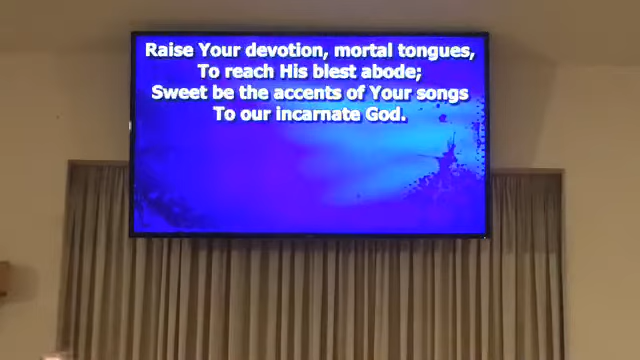 Raise Your devotion, mortal tongues,
To reach His blest abode;
Sweet be the accents of Your songs
To our incarnate God.